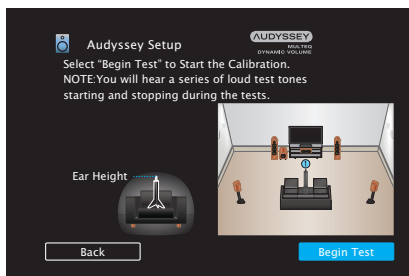 Audyssey Setup
AUDYSSEY
MULTEQ
DYNAMIC VOLUME
Select “Begin Test” to Start the Calibration.
NOTE:You will hear a series of loud test tones
starting and stopping during the tests.
Ear Height
Back
Begin Test